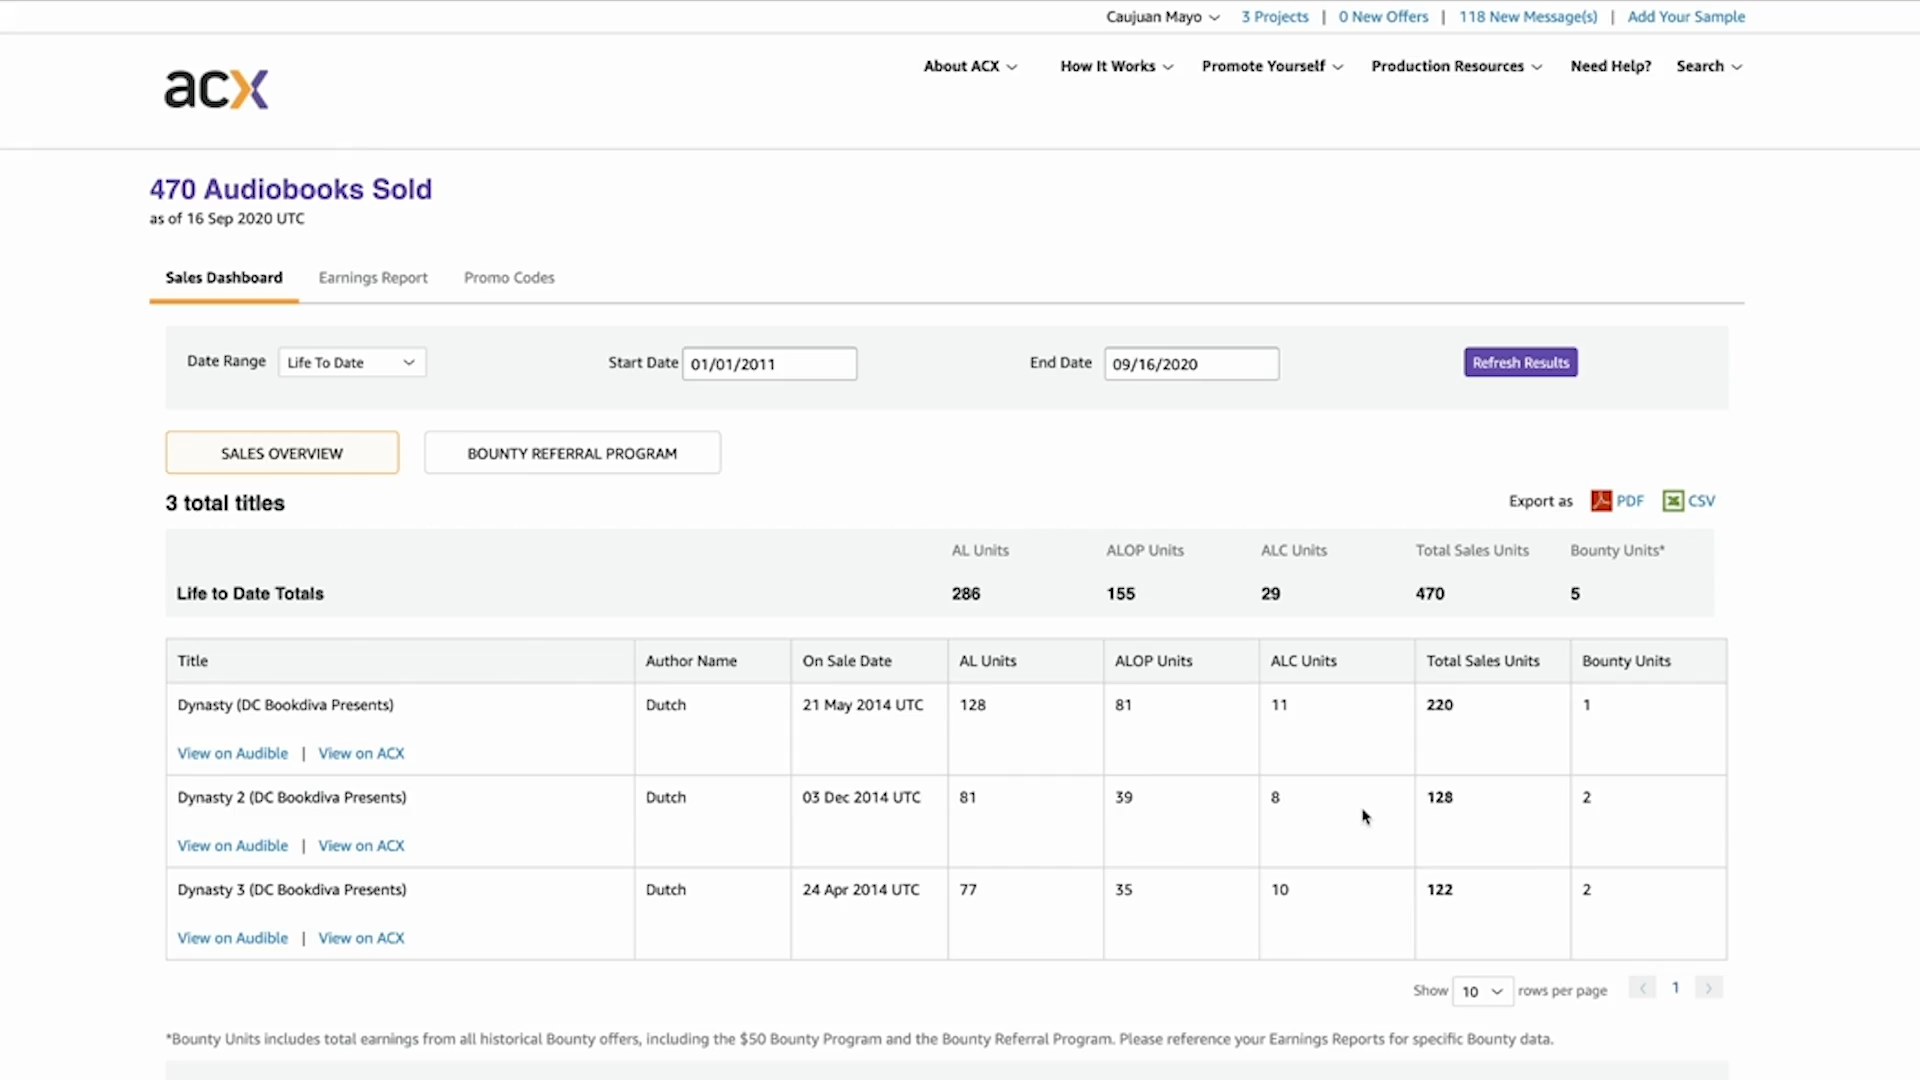 Caujuan Mayo 3 Projects | 0 New Offers | 118 New Message(s) | Add Your Sample
acx
About ACX How It Works Promote Yourself Production Resources Need Help? Search
470 Audiobooks Sold
as of 16 Sep 2020 UTC
Sales Dashboard Earnings Report Promo Codes
Date Range Life To Date Start Date 01/01/2011 End Date 09/16/2020 Refresh Results
SALES OVERVIEW BOUNTY REFERRAL PROGRAM
3 total titles Export as PDF CSV
AL Units ALOP Units ALC Units Total Sales Units Bounty Units*
Life to Date Totals 286 155 29 470 5
Title Author Name On Sale Date AL Units ALOP Units ALC Units Total Sales Units Bounty Units
Dynasty (DC Bookdiva Presents) Dutch 21 May 2014 UTC 128 81 11 220 1
View on Audible | View on ACX
Dynasty 2 (DC Bookdiva Presents) Dutch 03 Dec 2014 UTC 81 39 8 128 2
View on Audible | View on ACX
Dynasty 3 (DC Bookdiva Presents) Dutch 24 Apr 2014 UTC 77 35 10 122 2
View on Audible | View on ACX
Show 10 rows per page 1
*Bounty Units includes total earnings from all historical Bounty offers, including the $50 Bounty Program and the Bounty Referral Program. Please reference your Earnings Reports for specific Bounty data.